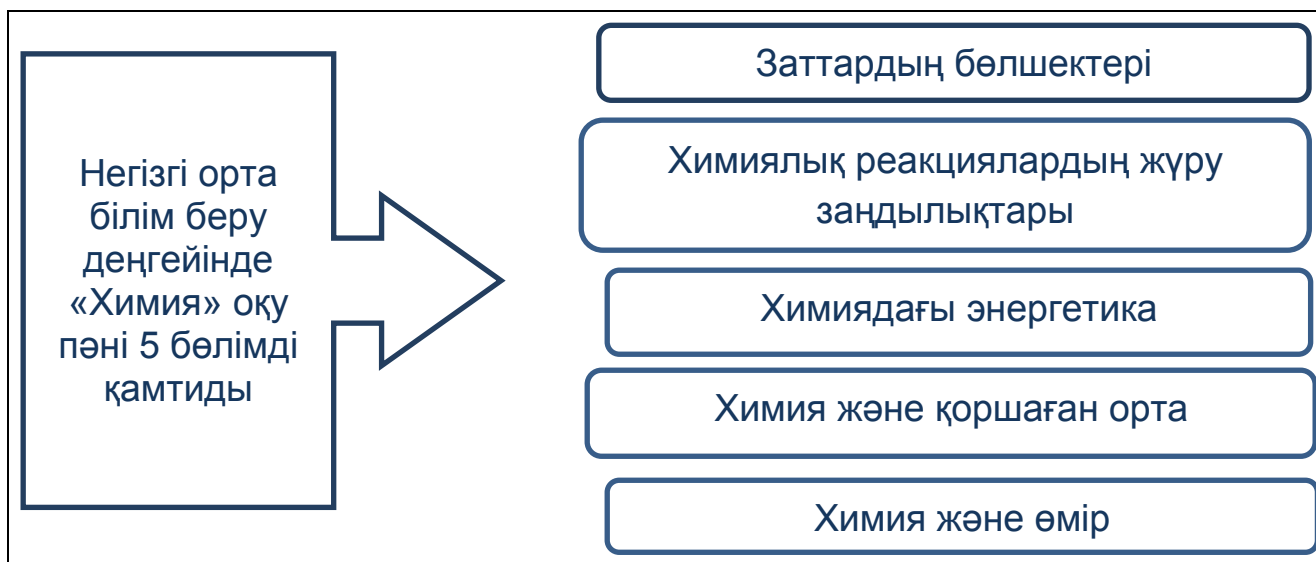 Негізгі орта
білім беру
деңгейінде
«Химия» оқу
пәні 5 бөлімді
қамтиды
Заттардың бөлшектері
Химиялық реакциялардың жүру
заңдылықтары
Химиядағы энергетика
Химия және қоршаған орта
Химия және өмір